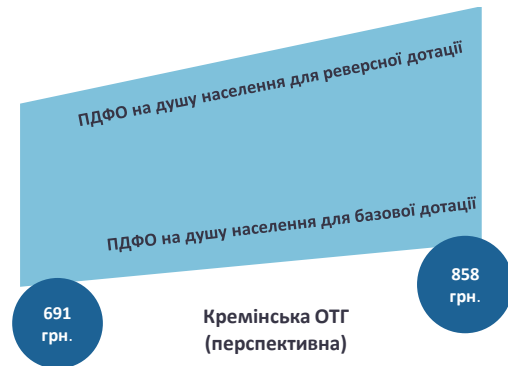 ПДФО на душу населення для реверсної дотації
ПДФО на душу населення для базової дотації
691
грн.
858
грн.
Кремінська ОТГ
(перспективна)